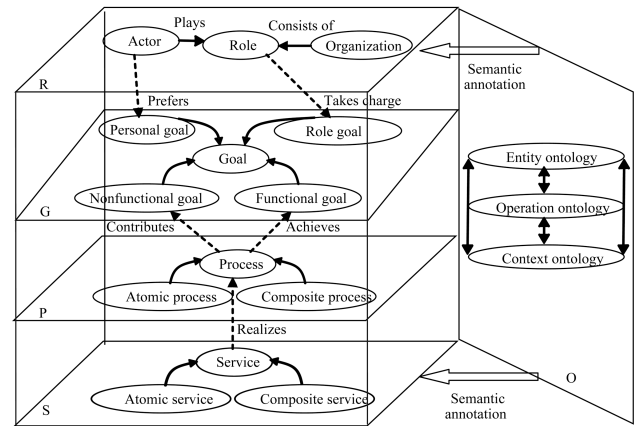 Plays
Consists of
Actor
Role
Organization
R
Semantic
annotation
Prefers
Takes charge
Personal goal
Role goal
Goal
Entity ontology
Nonfunctional goal
Functional goal
Operation ontology
G
Contributes
Achieves
Process
Context ontology
Atomic process
Composite process
P
Realizes
Service
O
Atomic service
Composite service
Semantic
annotation
S